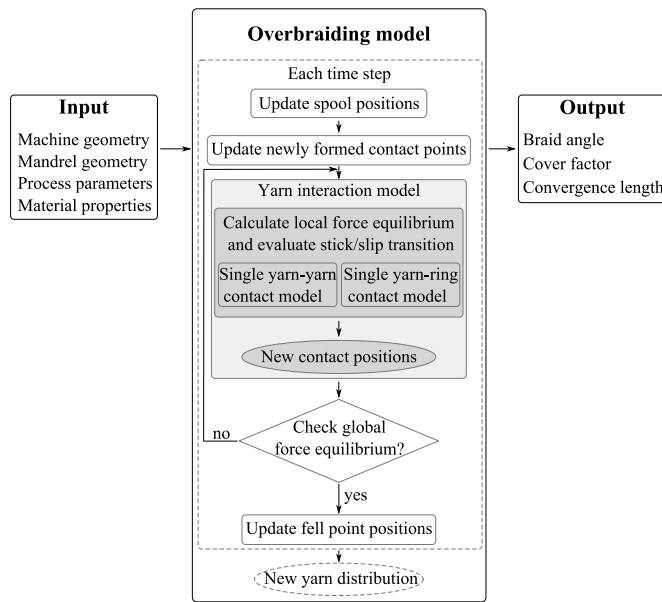 Overbraiding model
Each time step
Input
Machine geometry
Mandrel geometry
Process parameters
Material properties
Update spool positions
Update newly formed contact points
Yarn interaction model
Calculate local force equilibrium
and evaluate stick/slip transition
Single yarn-yarn
contact model
Single yarn-ring
contact model
New contact positions
Check global
force equilibrium?
no
yes
Update fell point positions
New yarn distribution
Output
Braid angle
Cover factor
Convergence length